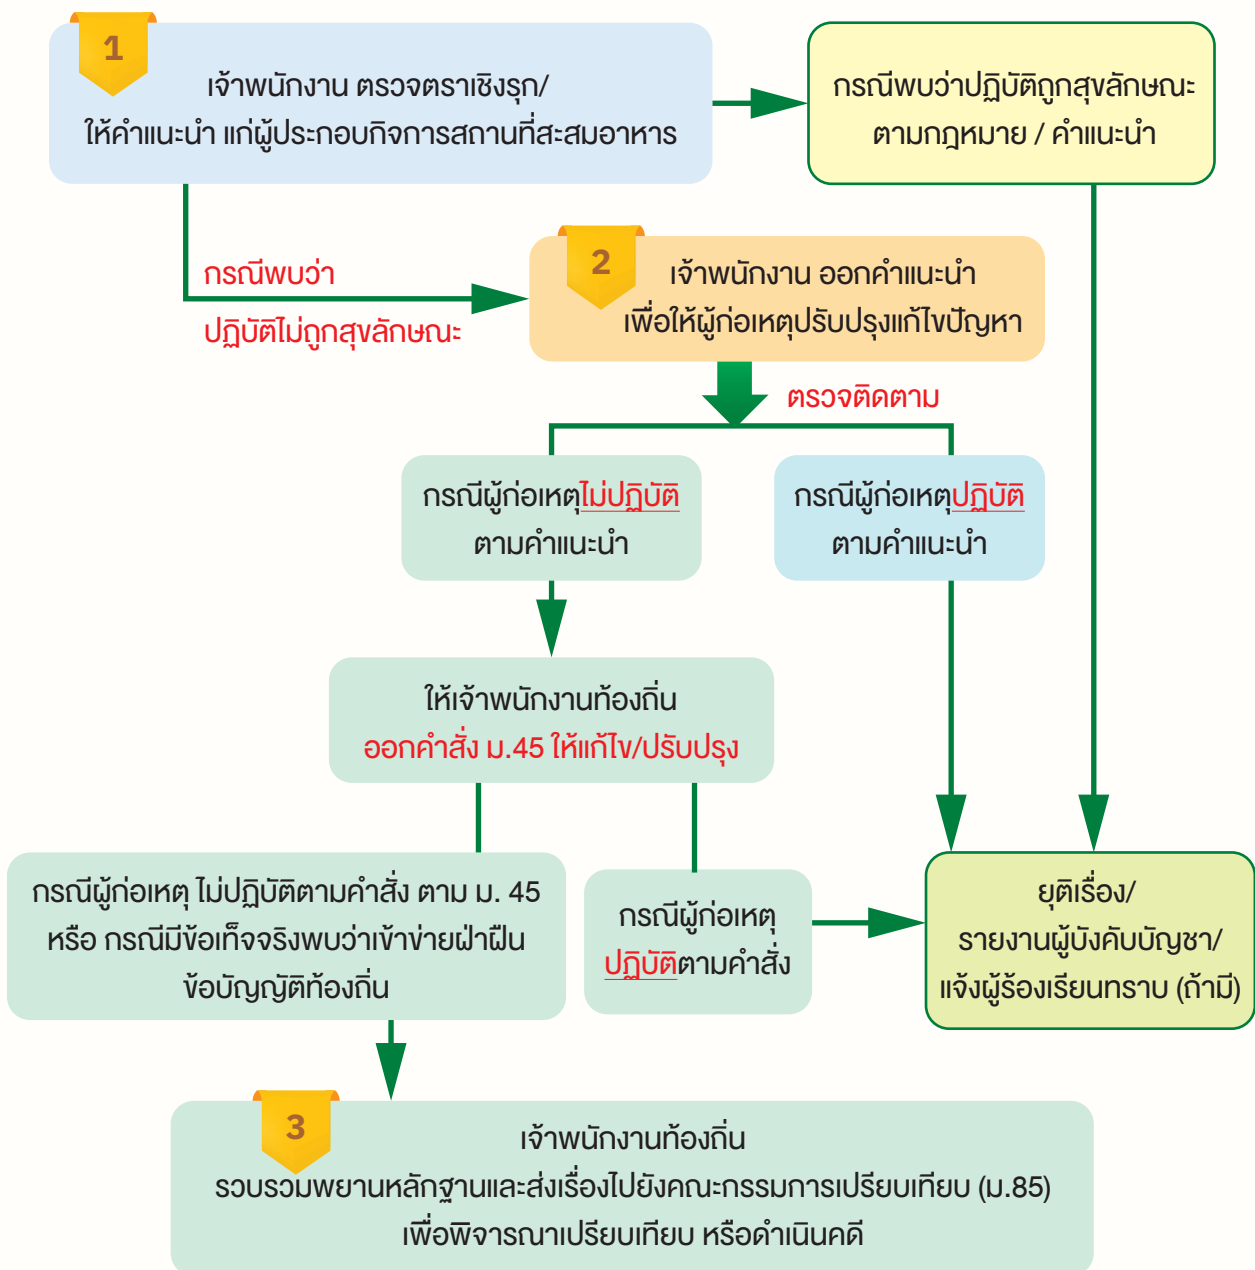 1
เจ้าพนักงาน ตรวจตราเชิงรุก/
ให้คำแนะนำ แก่ผู้ประกอบกิจการสถานที่สะสมอาหาร
กรณีพบว่าปฏิบัติถูกสุขลักษณะ
ตามกฎหมาย / คำแนะนำ
กรณีพบว่า
ปฏิบัติไม่ถูกสุขลักษณะ
2
เจ้าพนักงาน ออกคำแนะนำ
เพื่อให้ผู้ก่อเหตุปรับปรุงแก้ไขปัญหา
ตรวจติดตาม
กรณีผู้ก่อเหตุไม่ปฏิบัติ
ตามคำแนะนำ
กรณีผู้ก่อเหตุปฏิบัติ
ตามคำแนะนำ
ให้เจ้าพนักงานท้องถิ่น
ออกคำสั่ง ม.45 ให้แก้ไข/ปรับปรุง
กรณีผู้ก่อเหตุ ไม่ปฏิบัติตามคำสั่ง ตาม ม. 45
หรือ กรณีมีข้อเท็จจริงพบว่าเข้าข่ายฝ่าฝืน
ข้อบัญญัติท้องถิ่น
กรณีผู้ก่อเหตุ
ปฏิบัติตามคำสั่ง
ยุติเรื่อง/
รายงานผู้บังคับบัญชา/
แจ้งผู้ร้องเรียนทราบ (ถ้ามี)
3
เจ้าพนักงานท้องถิ่น
รวบรวมพยานหลักฐานและส่งเรื่องไปยังคณะกรรมการเปรียบเทียบ (ม.85)
เพื่อพิจารณาเปรียบเทียบ หรือดำเนินคดี